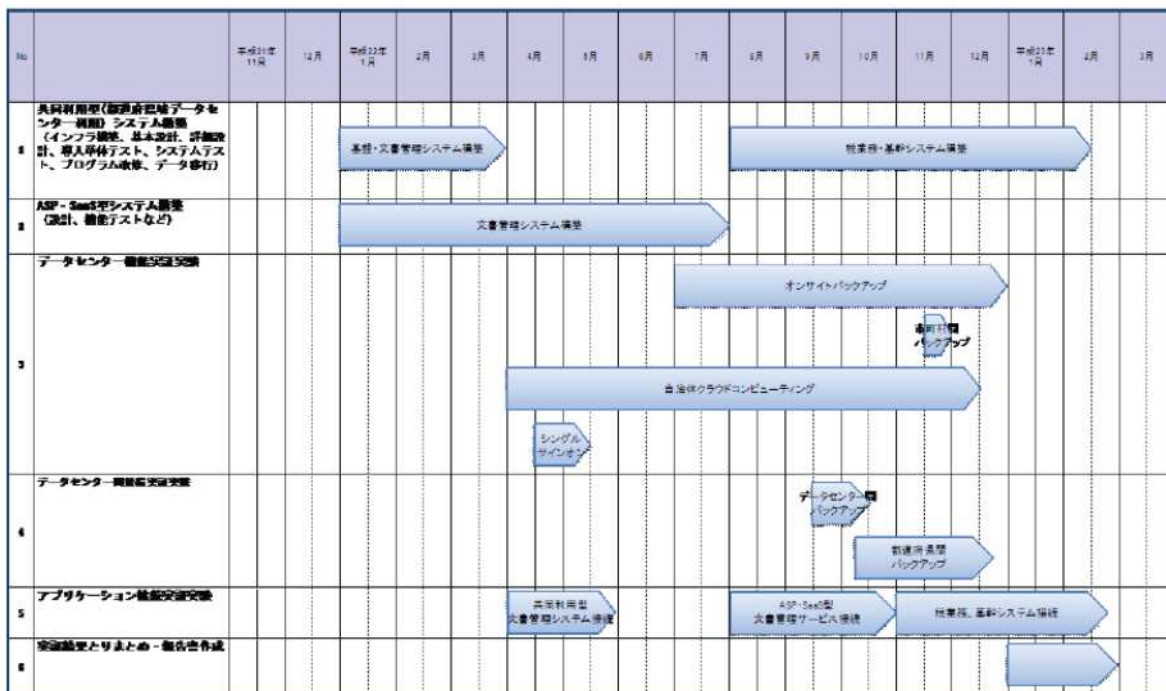 No
平成21年
11月
12月
平成22年
1月
2月
3月
4月
5月
6月
7月
8月
9月
10月
11月
12月
平成23年
1月
2月
3月
1
共同利用型(都道府県域データセ
ンター利用)システム構築
(インフラ構築、基本設計、詳細設
計、導入単体テスト、システムテス
ト、プログラム改修、データ移行)
基盤・文書管理システム構築
税業務・基幹システム構築
2
ASP・SaaS型システム構築
(設計、機能テストなど)
文書管理システム構築
3
データセンター機能実証実験
オンサイトバックアップ
市町村間
バックアップ
自治体クラウドコンピューティング
シングル
サインオン
4
データセンター間機能実証実験
データセンター間
バックアップ
都道府県間
バックアップ
5
アプリケーション接続実証実験
共同利用型
文書管理システム接続
ASP・SaaS型
文書管理サービス接続
税業務、基幹システム接続
6
実証結果とりまとめ・報告書作成